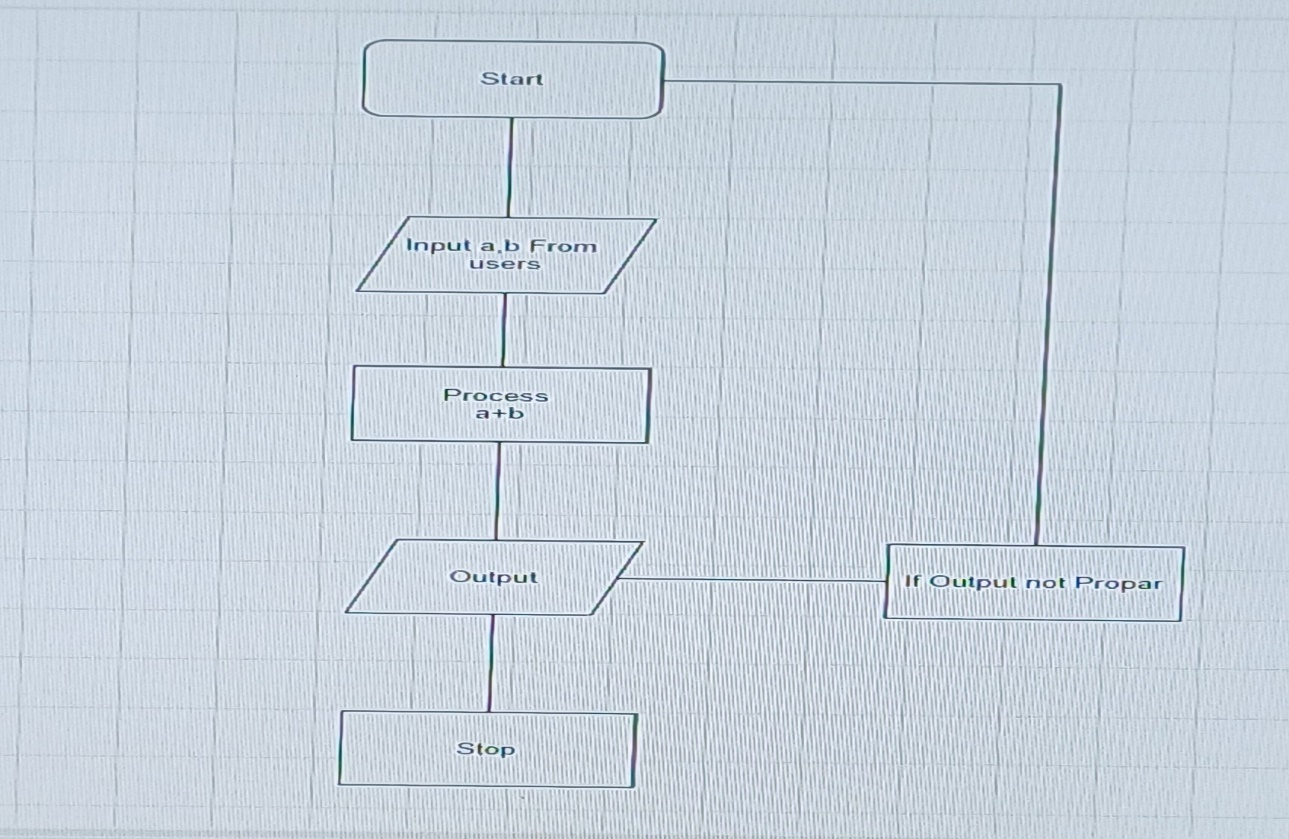 Start
Input a,b From
users
Process
a+b
Output
If Output not Propar
Stop